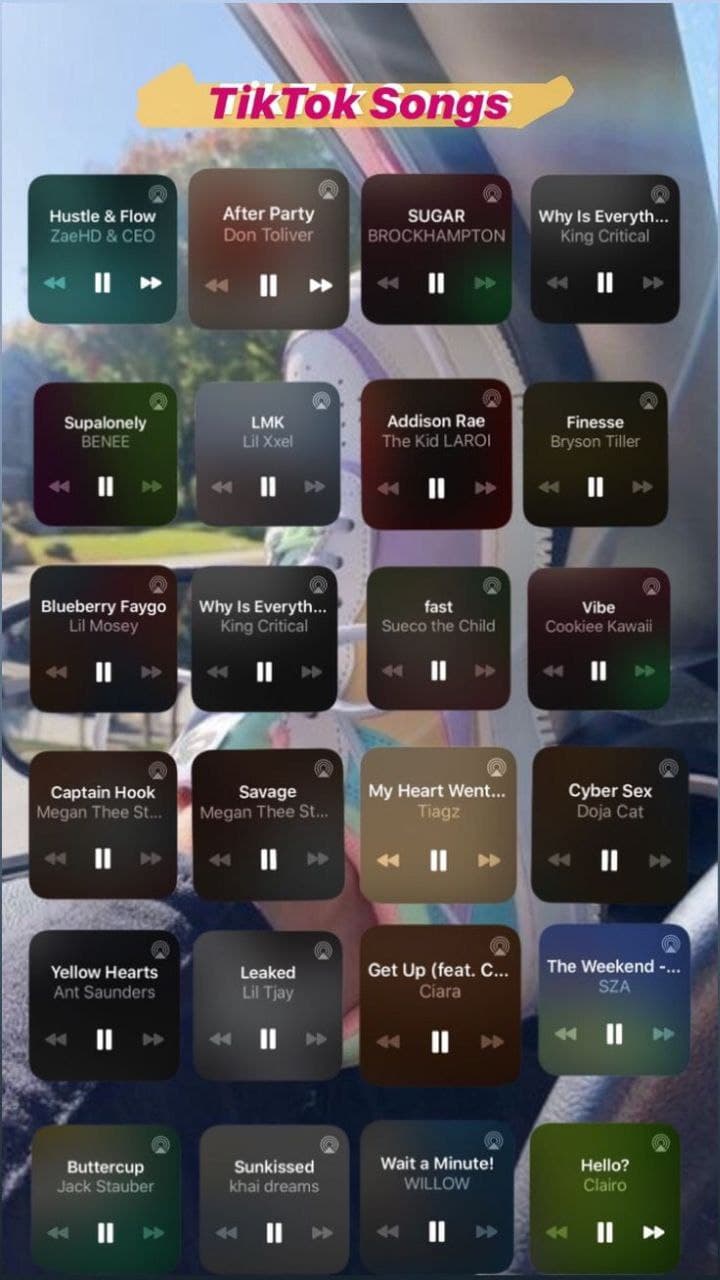 TikTok Songs
Hustle & Flow
ZaeHD & CEO
After Party
Don Toliver
SUGAR
BROCKHAMPTON
Why Is Everyth...
King Critical
Supalonely
BENEE
LMK
Lil Xxel
Addison Rae
The Kid LAROI
Finesse
Bryson Tiller
Blueberry Faygo
Lil Mosey
Why Is Everyth...
King Critical
fast
Sueco the Child
Vibe
Cookiee Kawaii
Captain Hook
Megan Thee St...
Savage
Megan Thee St...
My Heart Went...
Tiagz
Cyber Sex
Doja Cat
Yellow Hearts
Ant Saunders
Leaked
Lil Tjay
Get Up (feat. C...
Ciara
The Weekend -...
SZA
Buttercup
Jack Stauber
Sunkissed
khai dreams
Wait a Minute!
WILLOW
Hello?
Clairo